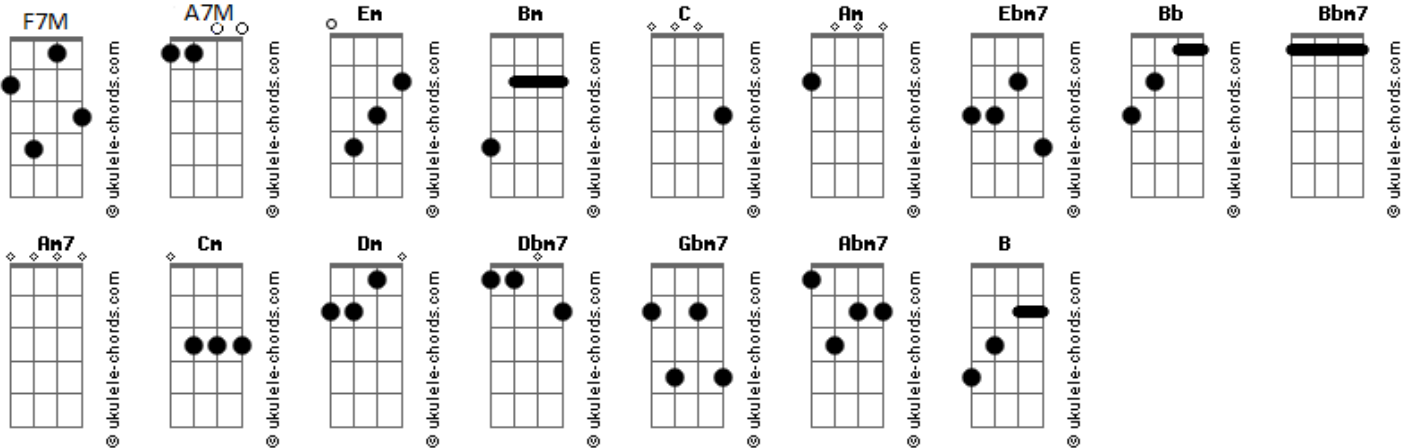 F7M A7M Em Bm C Am Ebm7 Bb Bbm7
© ukulele-chords.com © ukulele-chords.com © ukulele-chords.com © ukulele-chords.com © ukulele-chords.com © ukulele-chords.com © ukulele-chords.com © ukulele-chords.com © ukulele-chords.com
Am7 Cm Dm Dbm7 Gbm7 Abm7 B
© ukulele-chords.com © ukulele-chords.com © ukulele-chords.com © ukulele-chords.com © ukulele-chords.com © ukulele-chords.com © ukulele-chords.com